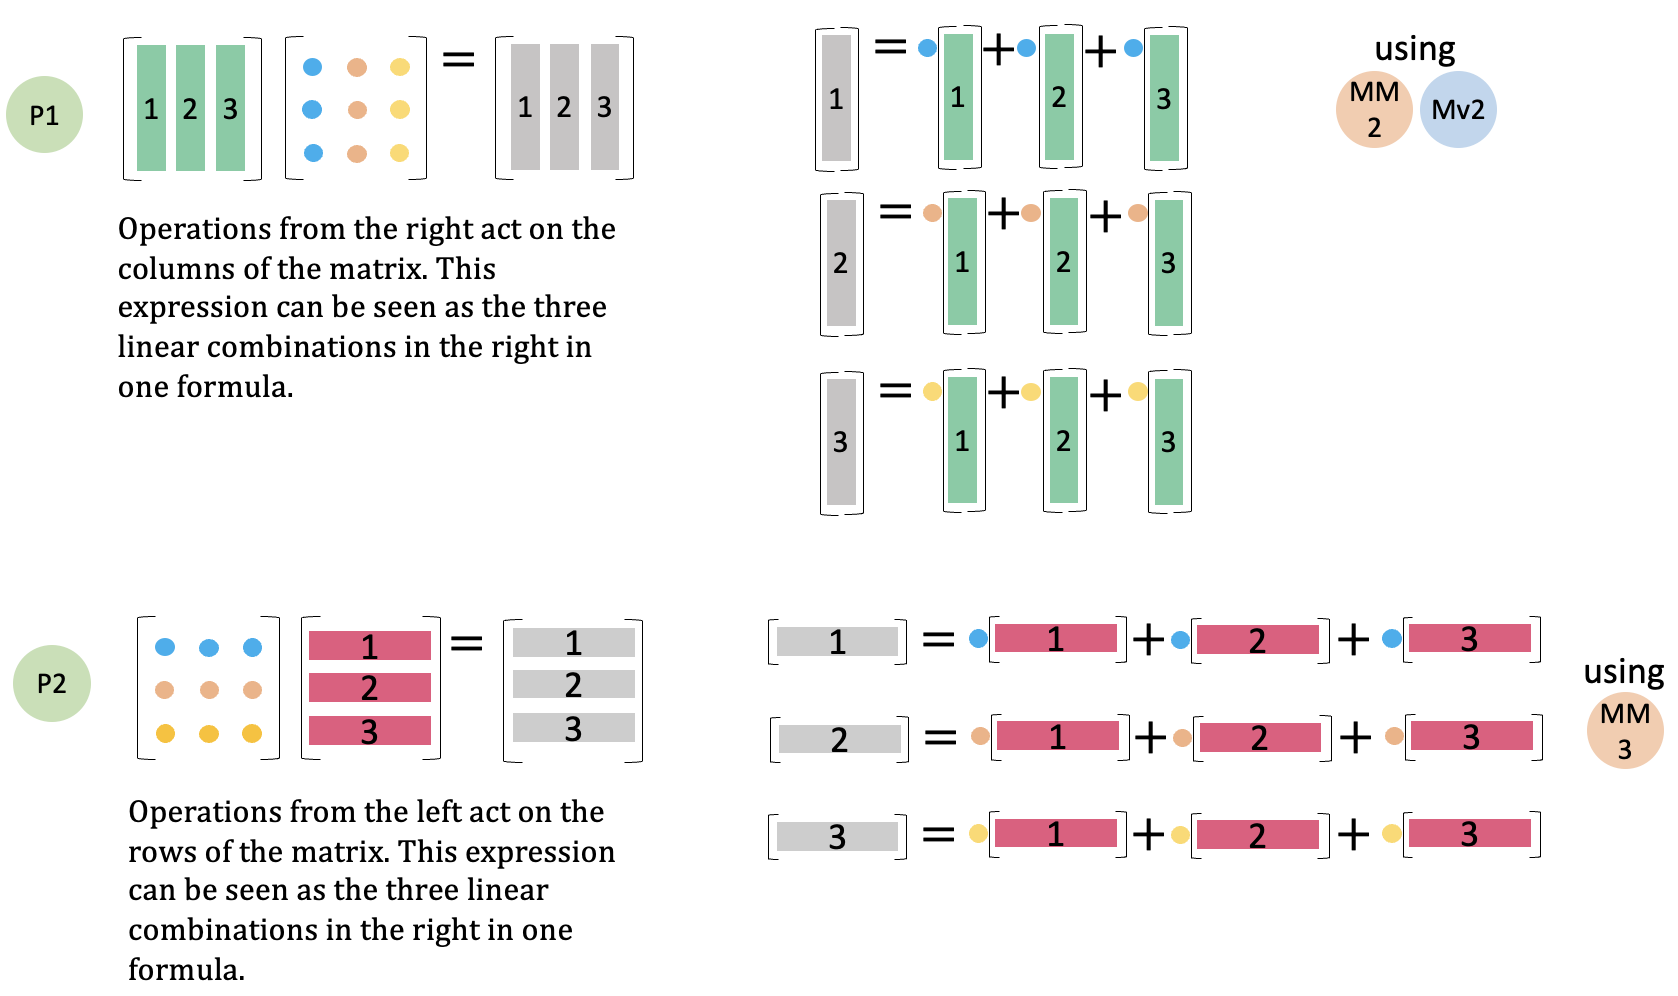 P1
1 2 3 = 1 2 3
1 = 1 + 2 + 3
using
MM
2
Mv2
Operations from the right act on the
columns of the matrix. This
expression can be seen as the three
linear combinations in the right in
one formula.
2 = 1 + 2 + 3
3 = 1 + 2 + 3
P2
1
2
3
=
1
2
3
1 = 1 + 2 + 3
2 = 1 + 2 + 3
3 = 1 + 2 + 3
using
MM
3
Operations from the left act on the
rows of the matrix. This expression
can be seen as the three linear
combinations in the right in one
formula.